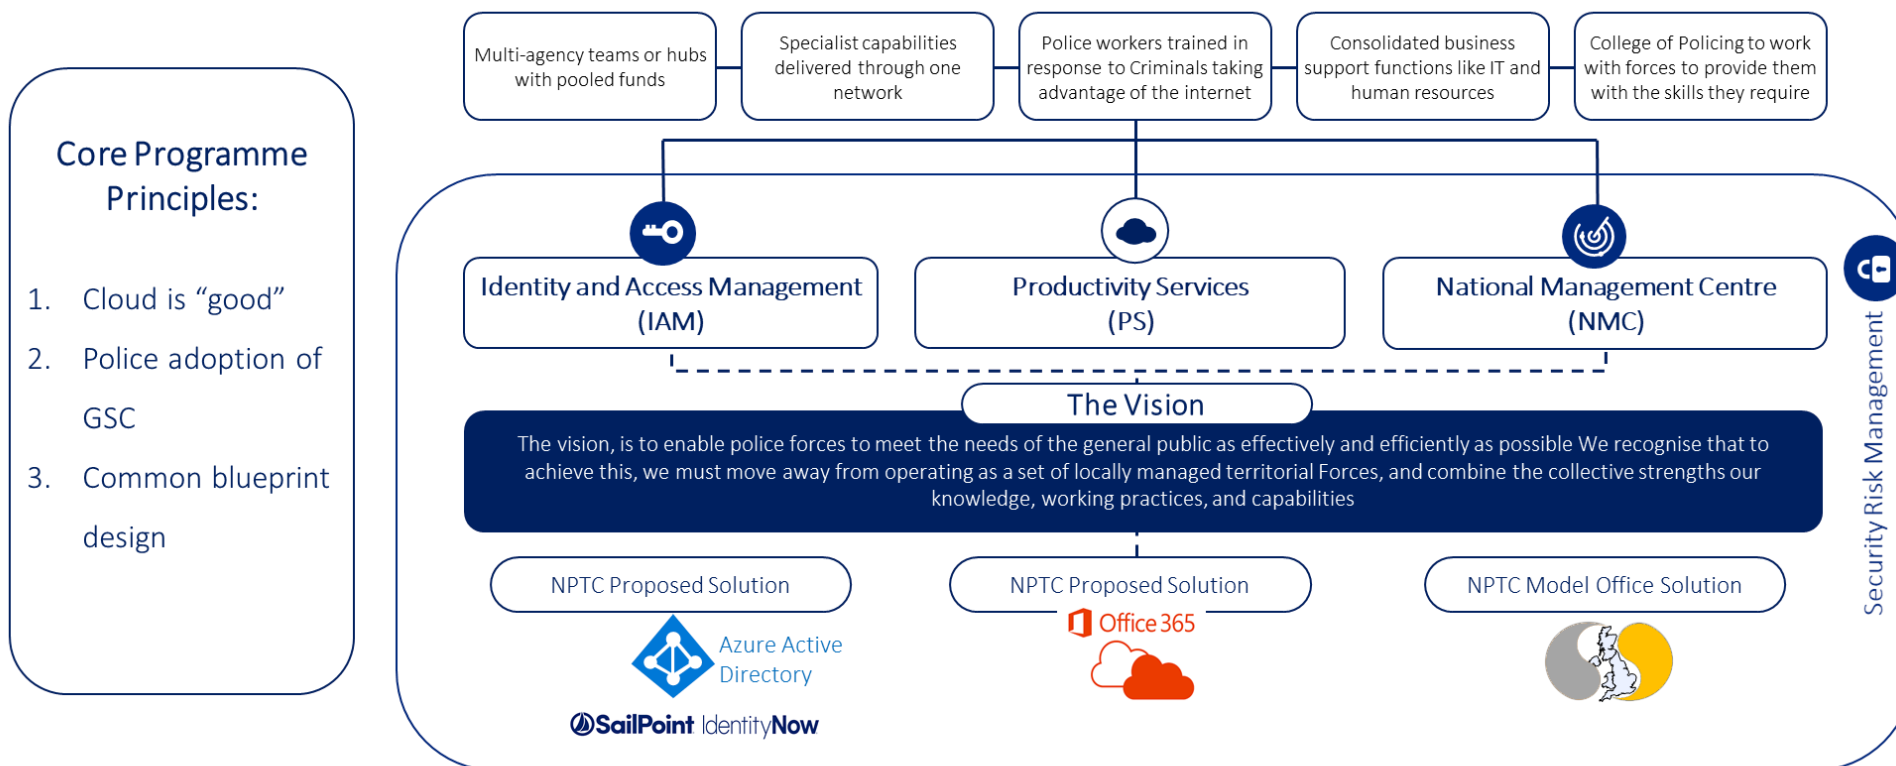 Multi-agency teams or hubs
with pooled funds
Specialist capabilities
delivered through one
network
Police workers trained in
response to Criminals taking
advantage of the internet
Consolidated business
support functions like IT and
human resources
College of Policing to work
with forces to provide them
with the skills they require
Core Programme
Principles:
1. Cloud is “good”
2. Police adoption of
GSC
3. Common blueprint
design
Identity and Access Management
(IAM)
Productivity Services
(PS)
National Management Centre
(NMC)
Security Risk Management
The Vision
The vision, is to enable police forces to meet the needs of the general public as effectively and efficiently as possible We recognise that to
achieve this, we must move away from operating as a set of locally managed territorial Forces, and combine the collective strengths our
knowledge, working practices, and capabilities
NPTC Proposed Solution
Azure Active
Directory
SailPoint IdentityNow
NPTC Proposed Solution
Office 365
NPTC Model Office Solution